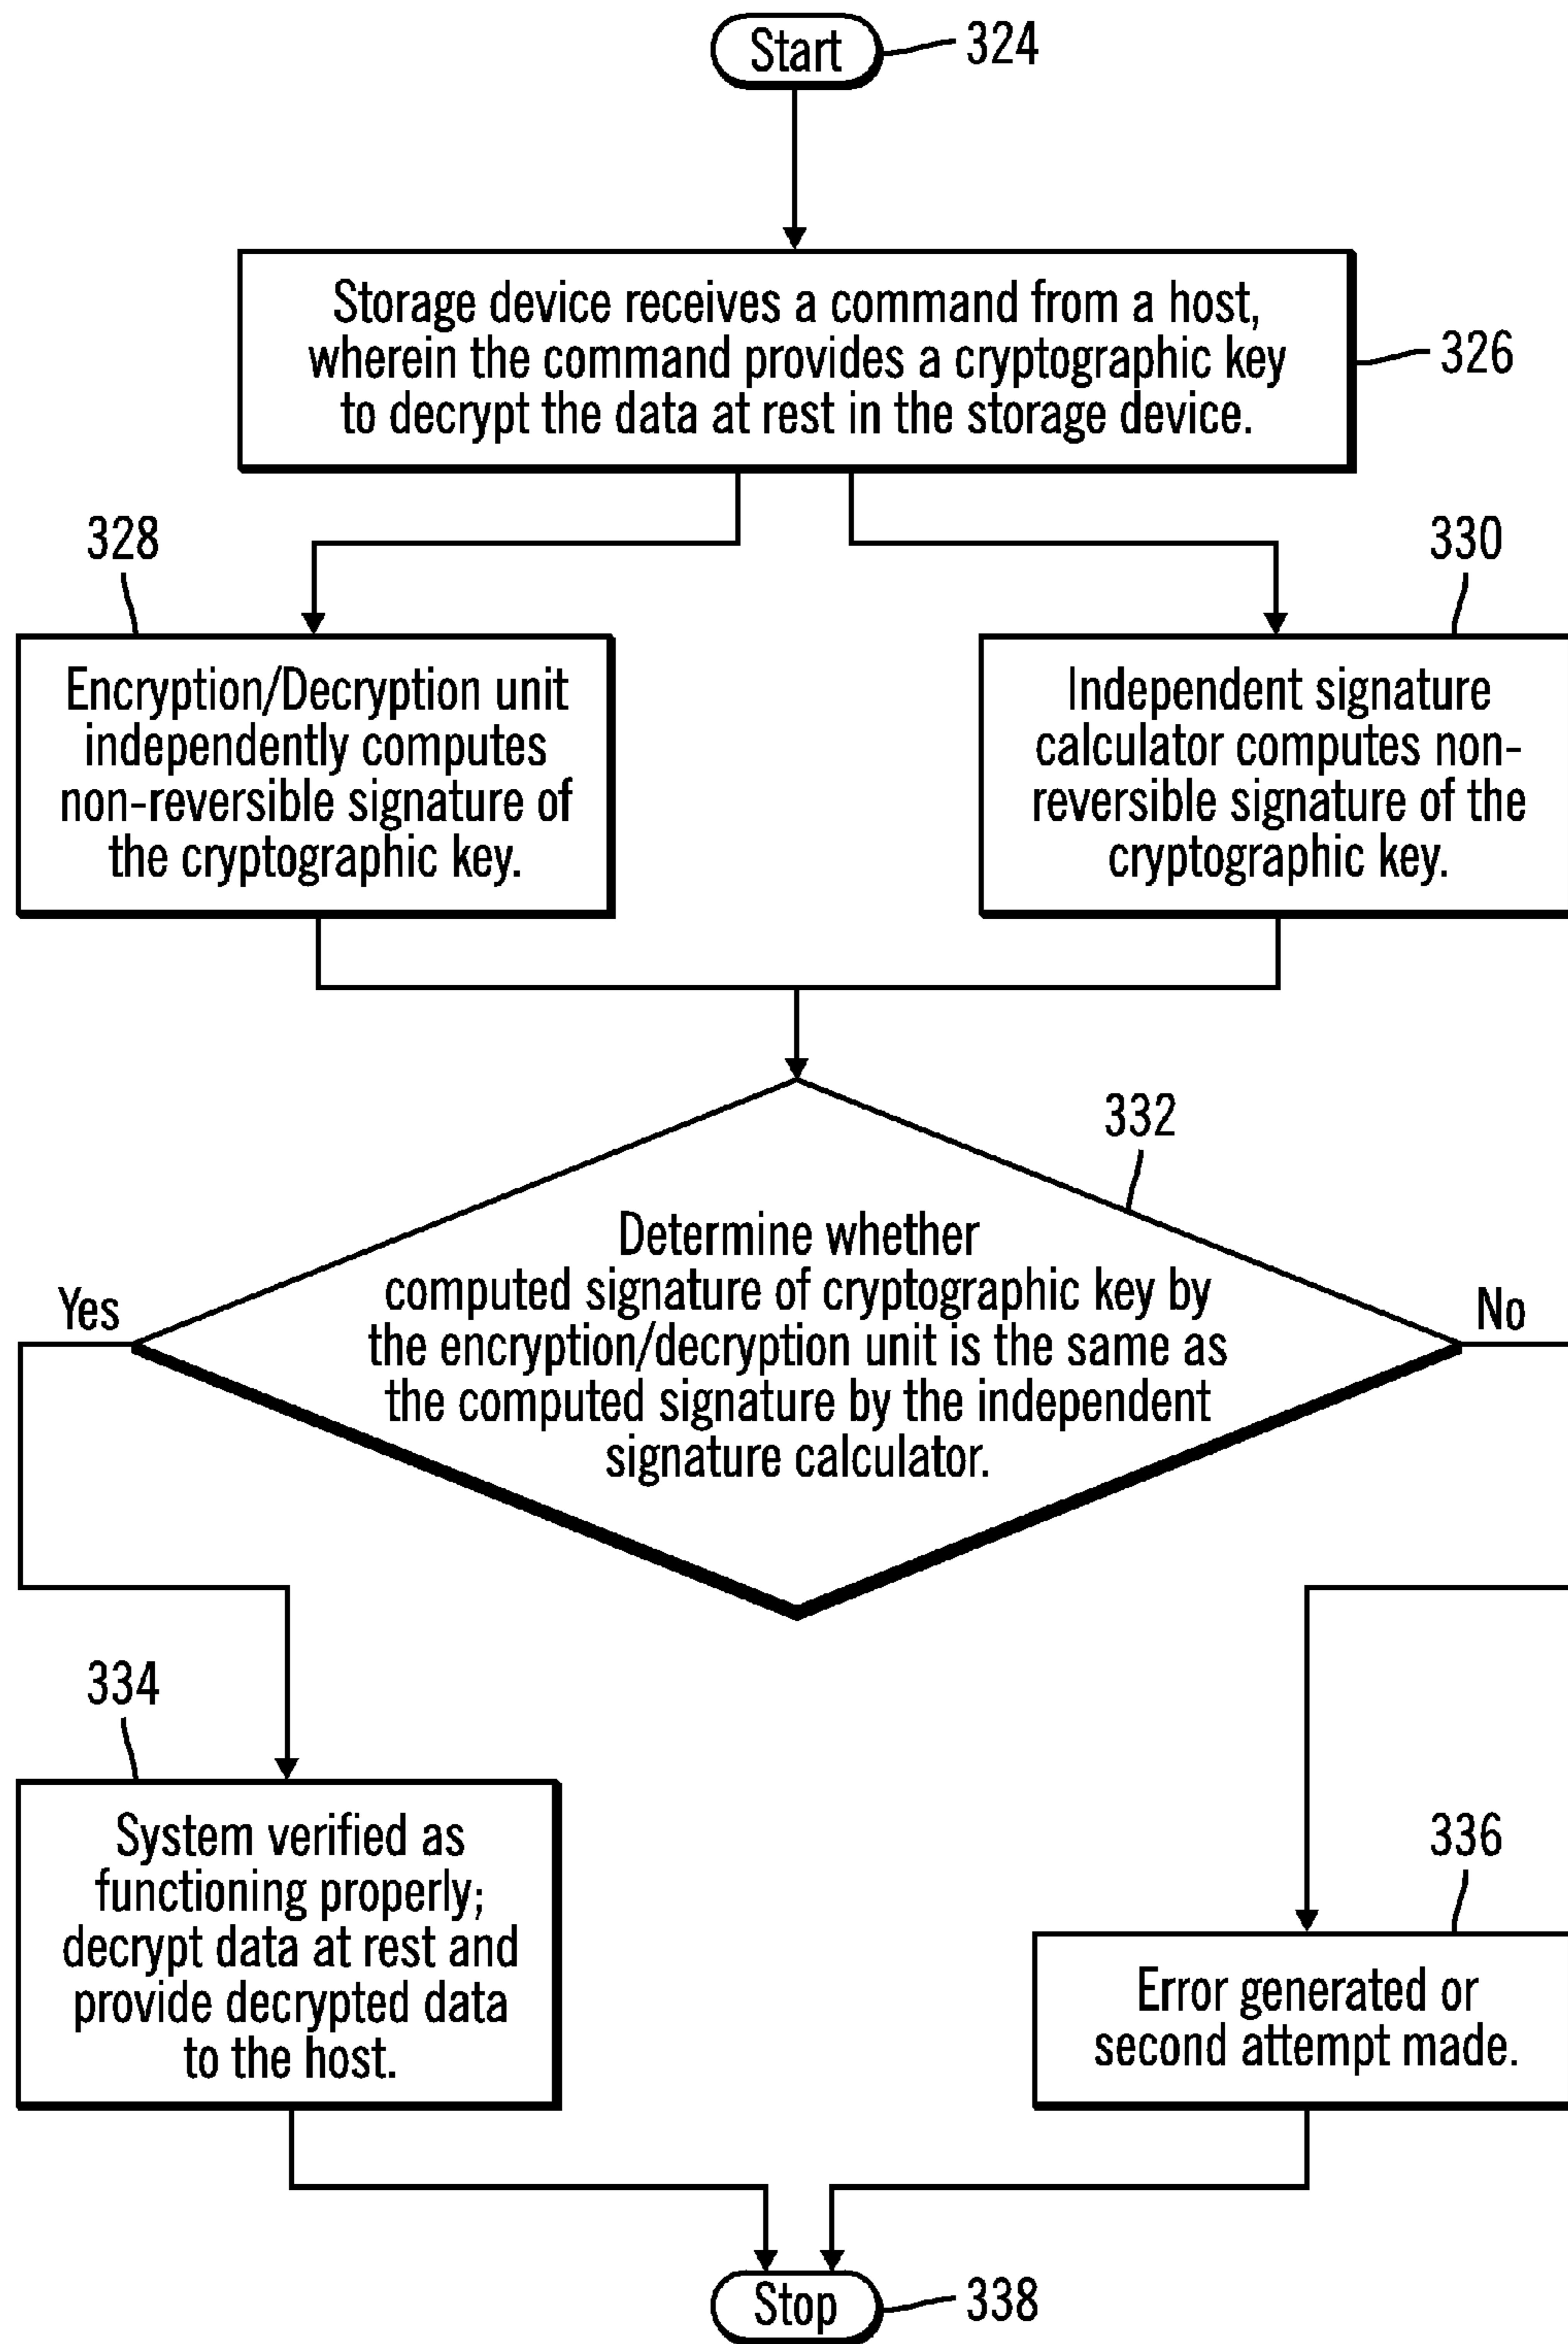 Start
324
Storage device receives a command from a host,
wherein the command provides a cryptographic key
to decrypt the data at rest in the storage device.
326
328
330
Encryption/Decryption unit
independently computes
non-reversible signature of
the cryptographic key.
Independent signature
calculator computes non-
reversible signature of the
cryptographic key.
332
Determine whether
computed signature of cryptographic key by
the encryption/decryption unit is the same as
the computed signature by the independent
signature calculator.
Yes
No
334
System verified as
functioning properly;
decrypt data at rest and
provide decrypted data
to the host.
336
Error generated or
second attempt made.
Stop
338